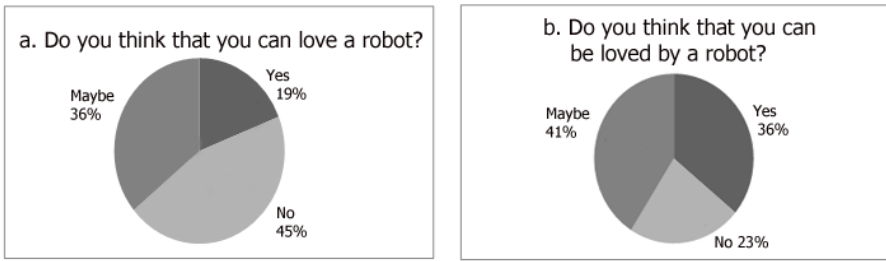 a. Do you think that you can love a robot?
Yes
19%
Maybe
36%
No
45%
b. Do you think that you can
be loved by a robot?
Maybe
41%
Yes
36%
No 23%